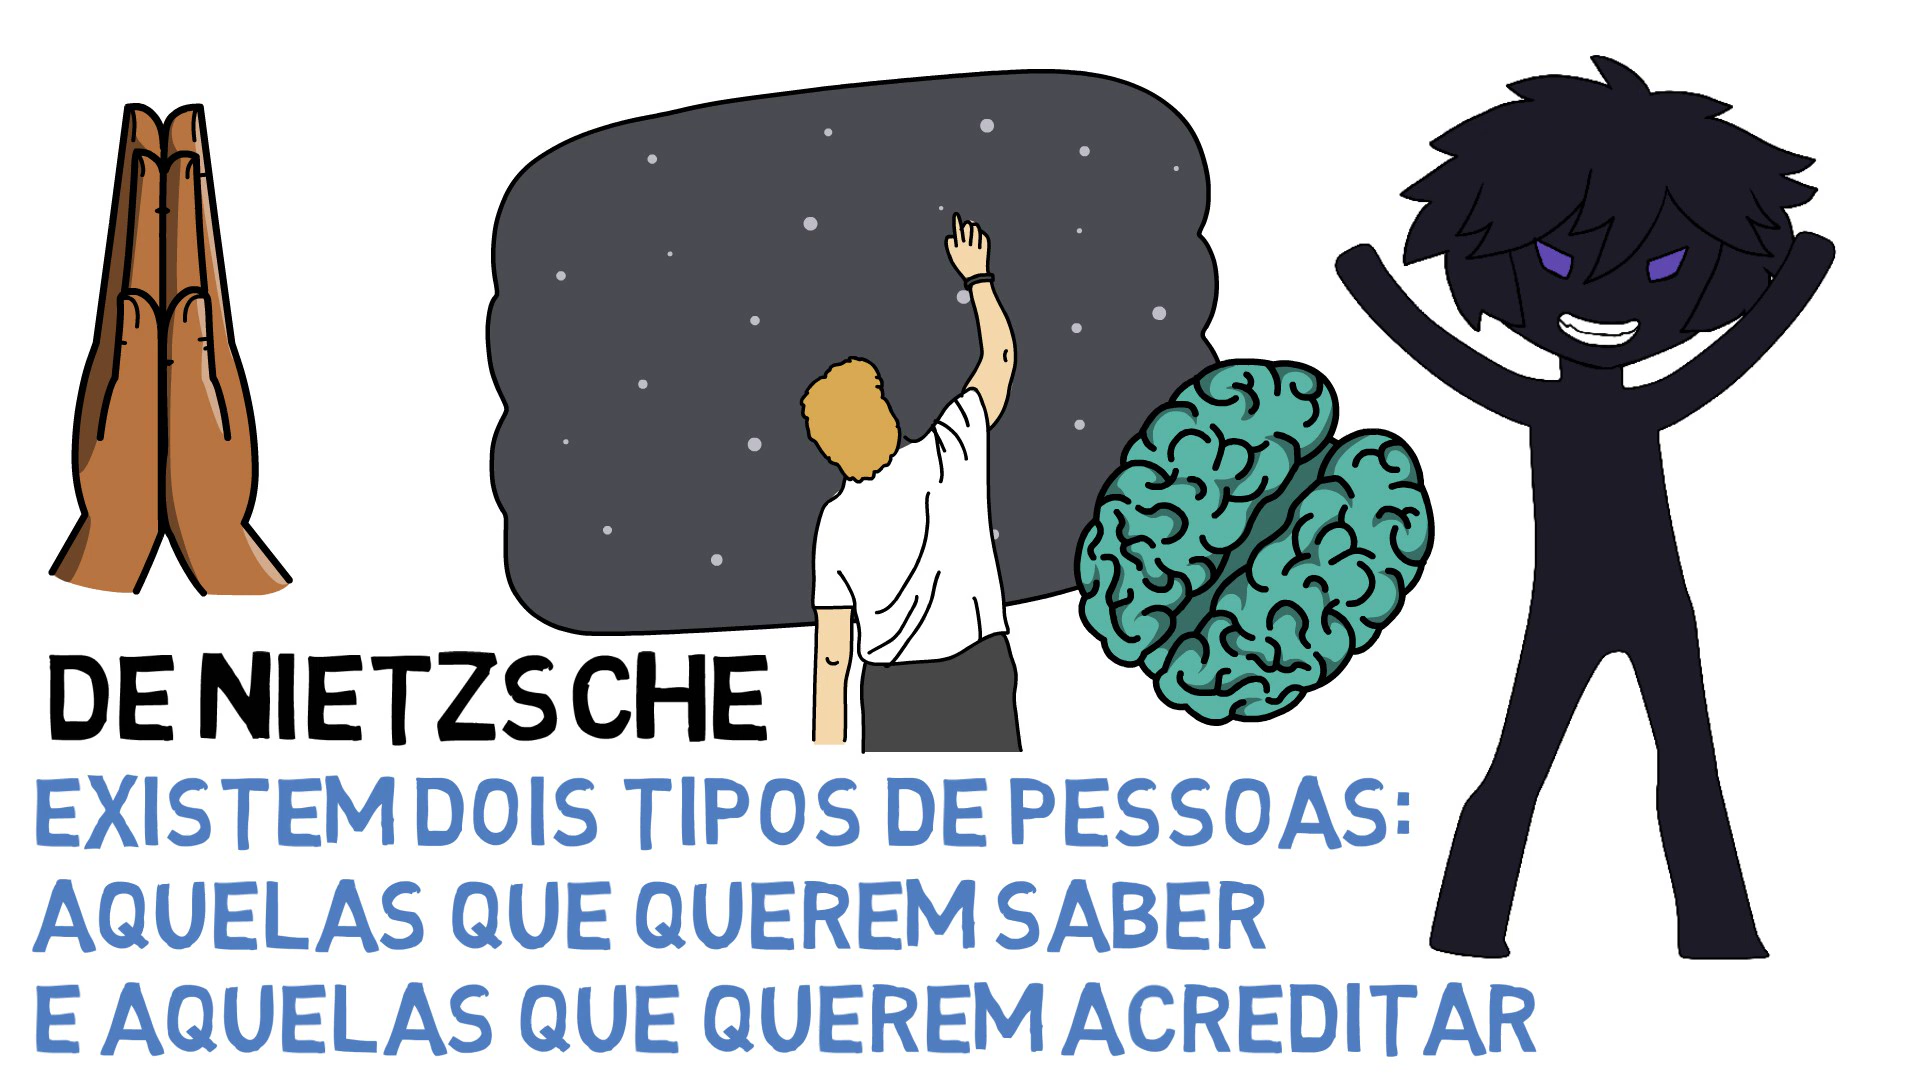 DE NIETZSCHE
EXISTEM DOIS TIPOS DE PESSOAS:
AQUELAS QUE QUEREM SABER
E AQUELAS QUE QUEREM ACREDITAR